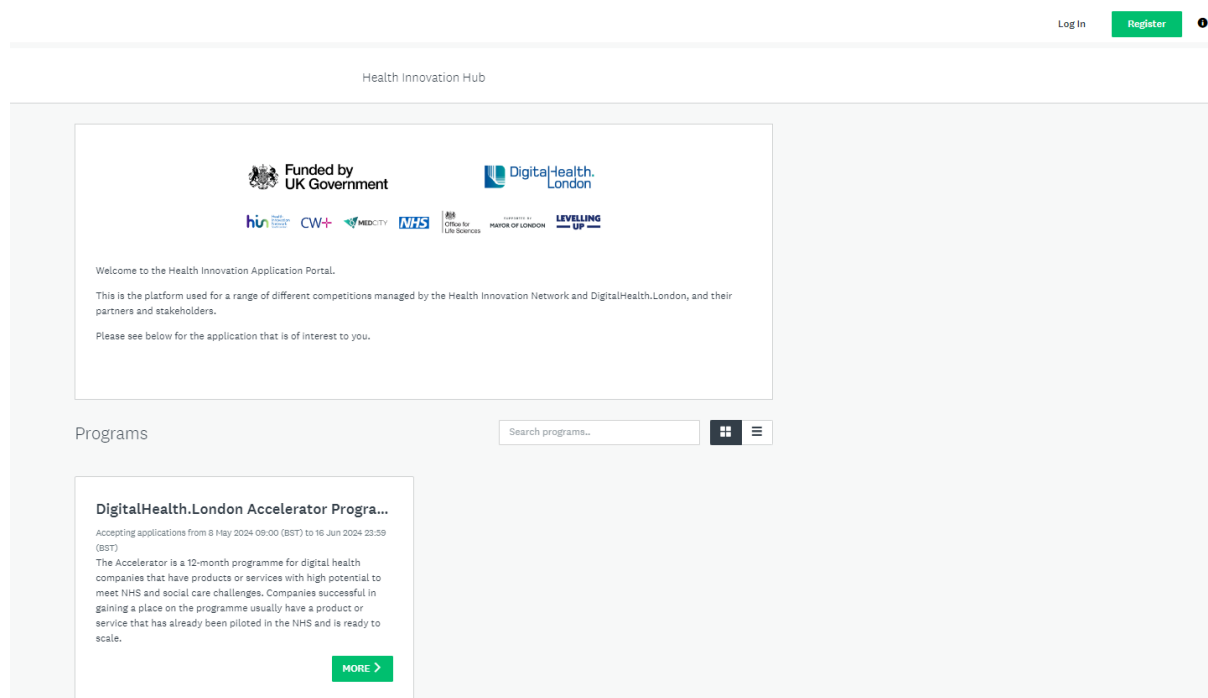 Log In
Register
Health Innovation Hub
Funded by
UK Government
DigitalHealth.
London
hin Health
Innovation
Network
CW+
MEDCITY
NHS
Office for
Life Sciences
SUPPORTED BY
MAYOR OF LONDON
LEVELLING
UP
Welcome to the Health Innovation Application Portal.
This is the platform used for a range of different competitions managed by the Health Innovation Network and DigitalHealth.London, and their
partners and stakeholders.
Please see below for the application that is of interest to you.
Programs
Search programs..
DigitalHealth.London Accelerator Progra...
Accepting applications from 8 May 2024 09:00 (BST) to 16 Jun 2024 23:59
(BST)
The Accelerator is a 12-month programme for digital health
companies that have products or services with high potential to
meet NHS and social care challenges. Companies successful in
gaining a place on the programme usually have a product or
service that has already been piloted in the NHS and is ready to
scale.
MORE